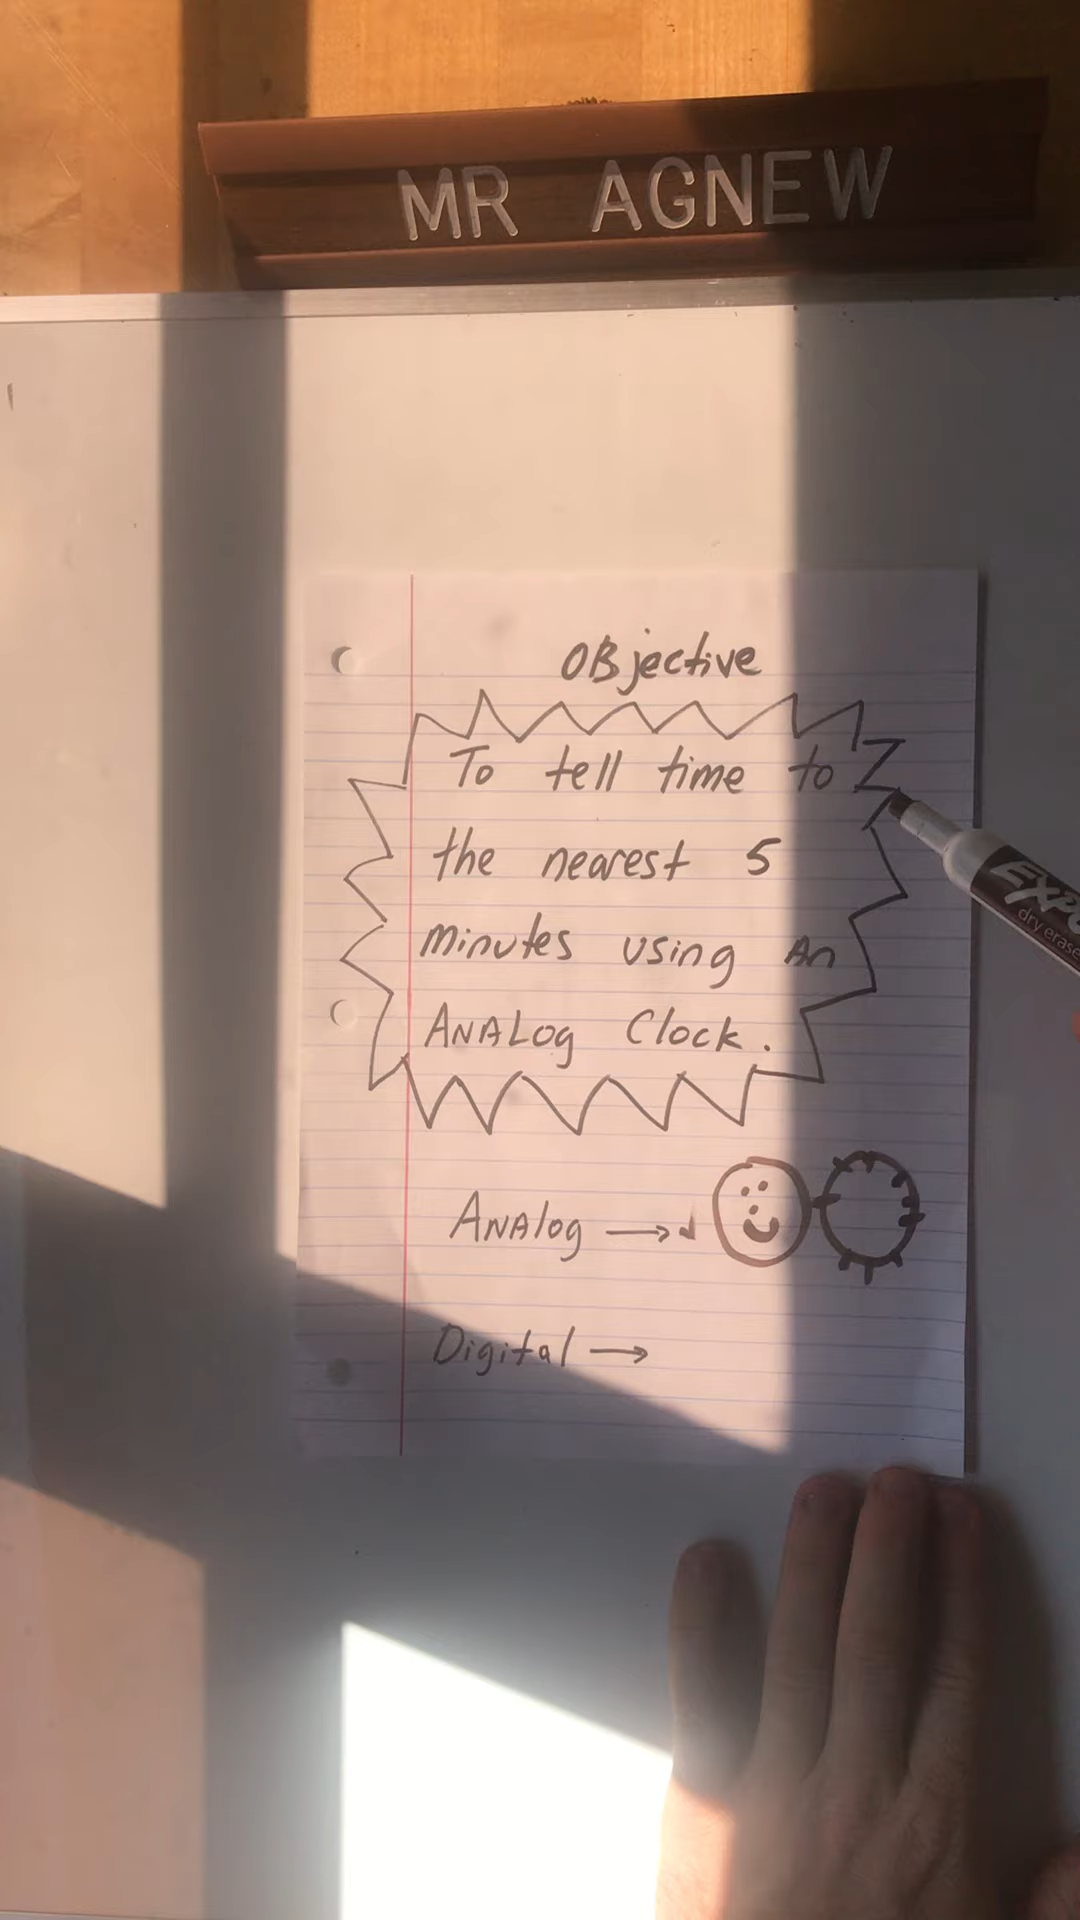 MR AGNEW
OBjective
To tell time to
the nearest 5
minutes using An
ANALog Clock.
EXPO
dry erase
ANAlog →
Digital →